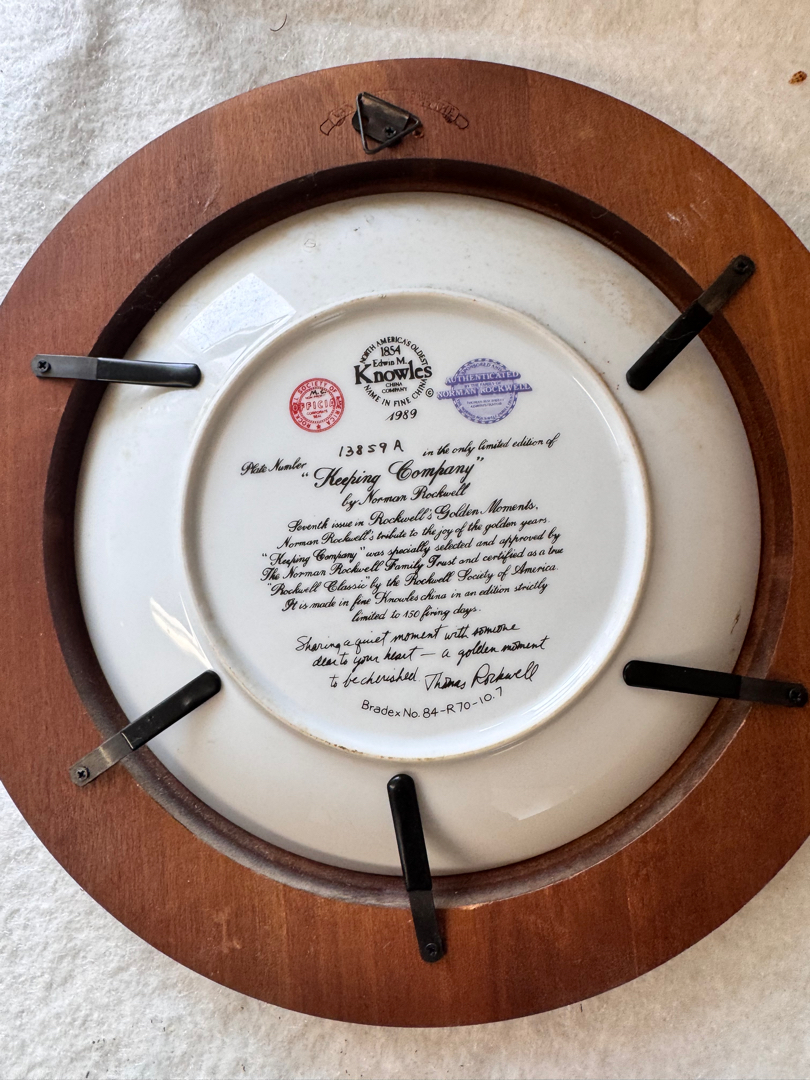 NORTH AMERICA'S OLDEST
1854
Edwin M.
Knowles
CHINA
COMPANY
NAME IN FINE CHINA
©
1989
ROCKWELL SOCIETY OF AMERICA
OFFICIAL
AUTHENTICATED
NORMAN ROCKWELL
Plate Number 13859A in the only limited edition of
"Keeping Company"
by Norman Rockwell
Seventh issue in Rockwell's Golden Moments,
Norman Rockwell's tribute to the joy of the golden years
"Keeping Company" was specially selected and approved by
The Norman Rockwell Family Trust and certified as a true
"Rockwell Classic" by the Rockwell Society of America.
It is made in fine Knowles china in an edition strictly
limited to 150 firing days.
Sharing a quiet moment with someone
dear to your heart — a golden moment
to be cherished. Thomas Rockwell
Bradex No. 84-R70-10.7